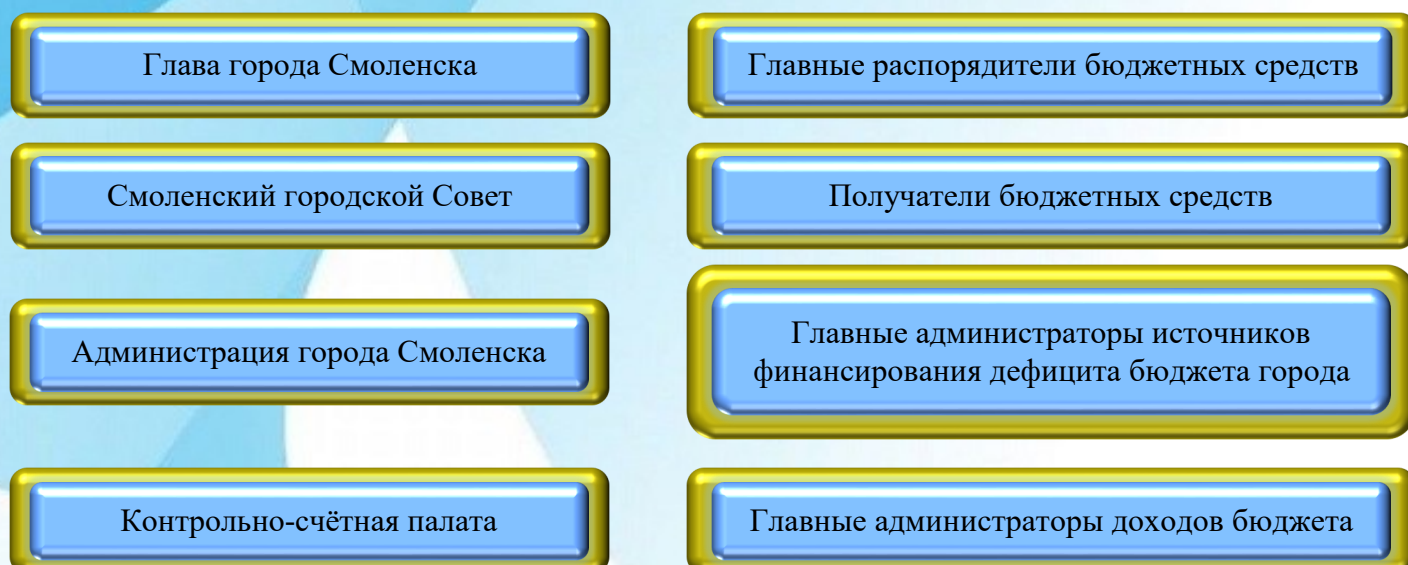 Глава города Смоленска
Главные распорядители бюджетных средств
Смоленский городской Совет
Получатели бюджетных средств
Администрация города Смоленска
Главные администраторы источников
финансирования дефицита бюджета города
Контрольно-счётная палата
Главные администраторы доходов бюджета